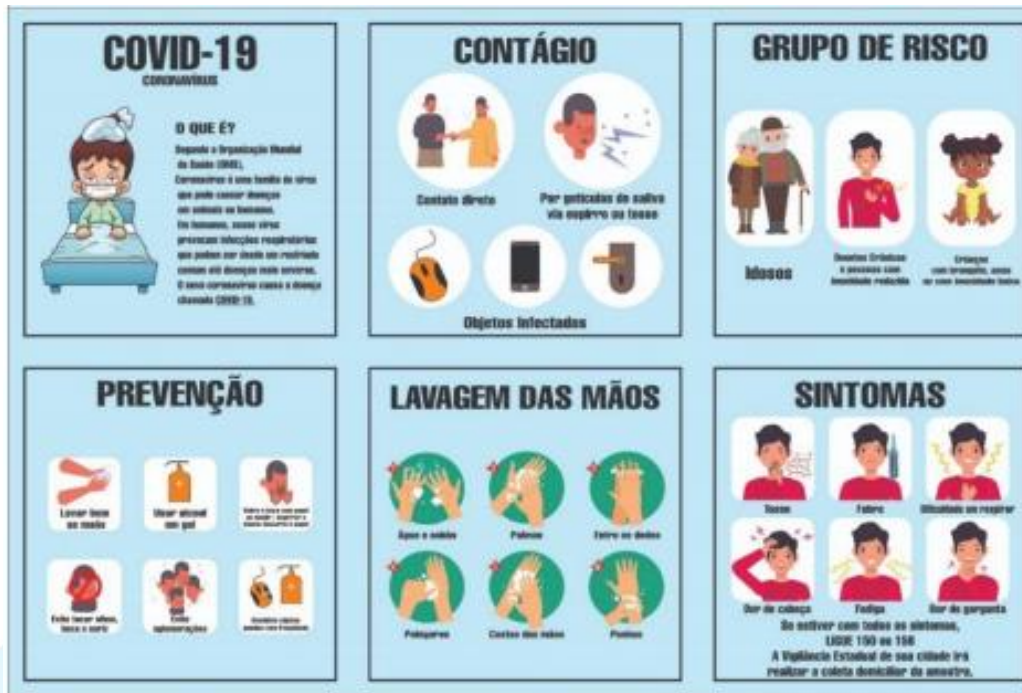 COVID-19
CORONAVÍRUS
O QUE É?
Segundo a Organização Mundial
da Saúde (OMS),
Coronavírus é uma família de vírus
que pode causar doenças
em animais ou humanos.
Em humanos, esses vírus
provocam infecções respiratórias
que podem ser desde um resfriado
comum até doenças mais severas.
O novo coronavírus causa a doença
chamada COVID-19.
CONTÁGIO
Contato direto
Por gotículas de saliva
via espirro ou tosse
Objetos infectados
GRUPO DE RISCO
Idosos
Doentes Crônicos
e pessoas com
imunidade reduzida
Crianças
com bronquite, asma
ou com imunidade baixa
PREVENÇÃO
Lavar bem
as mãos
Usar alcool
em gel
Evite tocar olhos,
boca e nariz
Evite
aglomerações
LAVAGEM DAS MÃOS
Água e sabão
Palmas
Entre os dedos
Polegares
Costas das mãos
Punhos
SINTOMAS
Tosse
Febre
Dificuldade em respirar
Dor de cabeça
Fadiga
Dor de garganta
Se estiver com todos os sintomas,
LIGUE 150 ou 156
A Vigilância Estadual de sua cidade irá
realizar a coleta domiciliar da amostra.